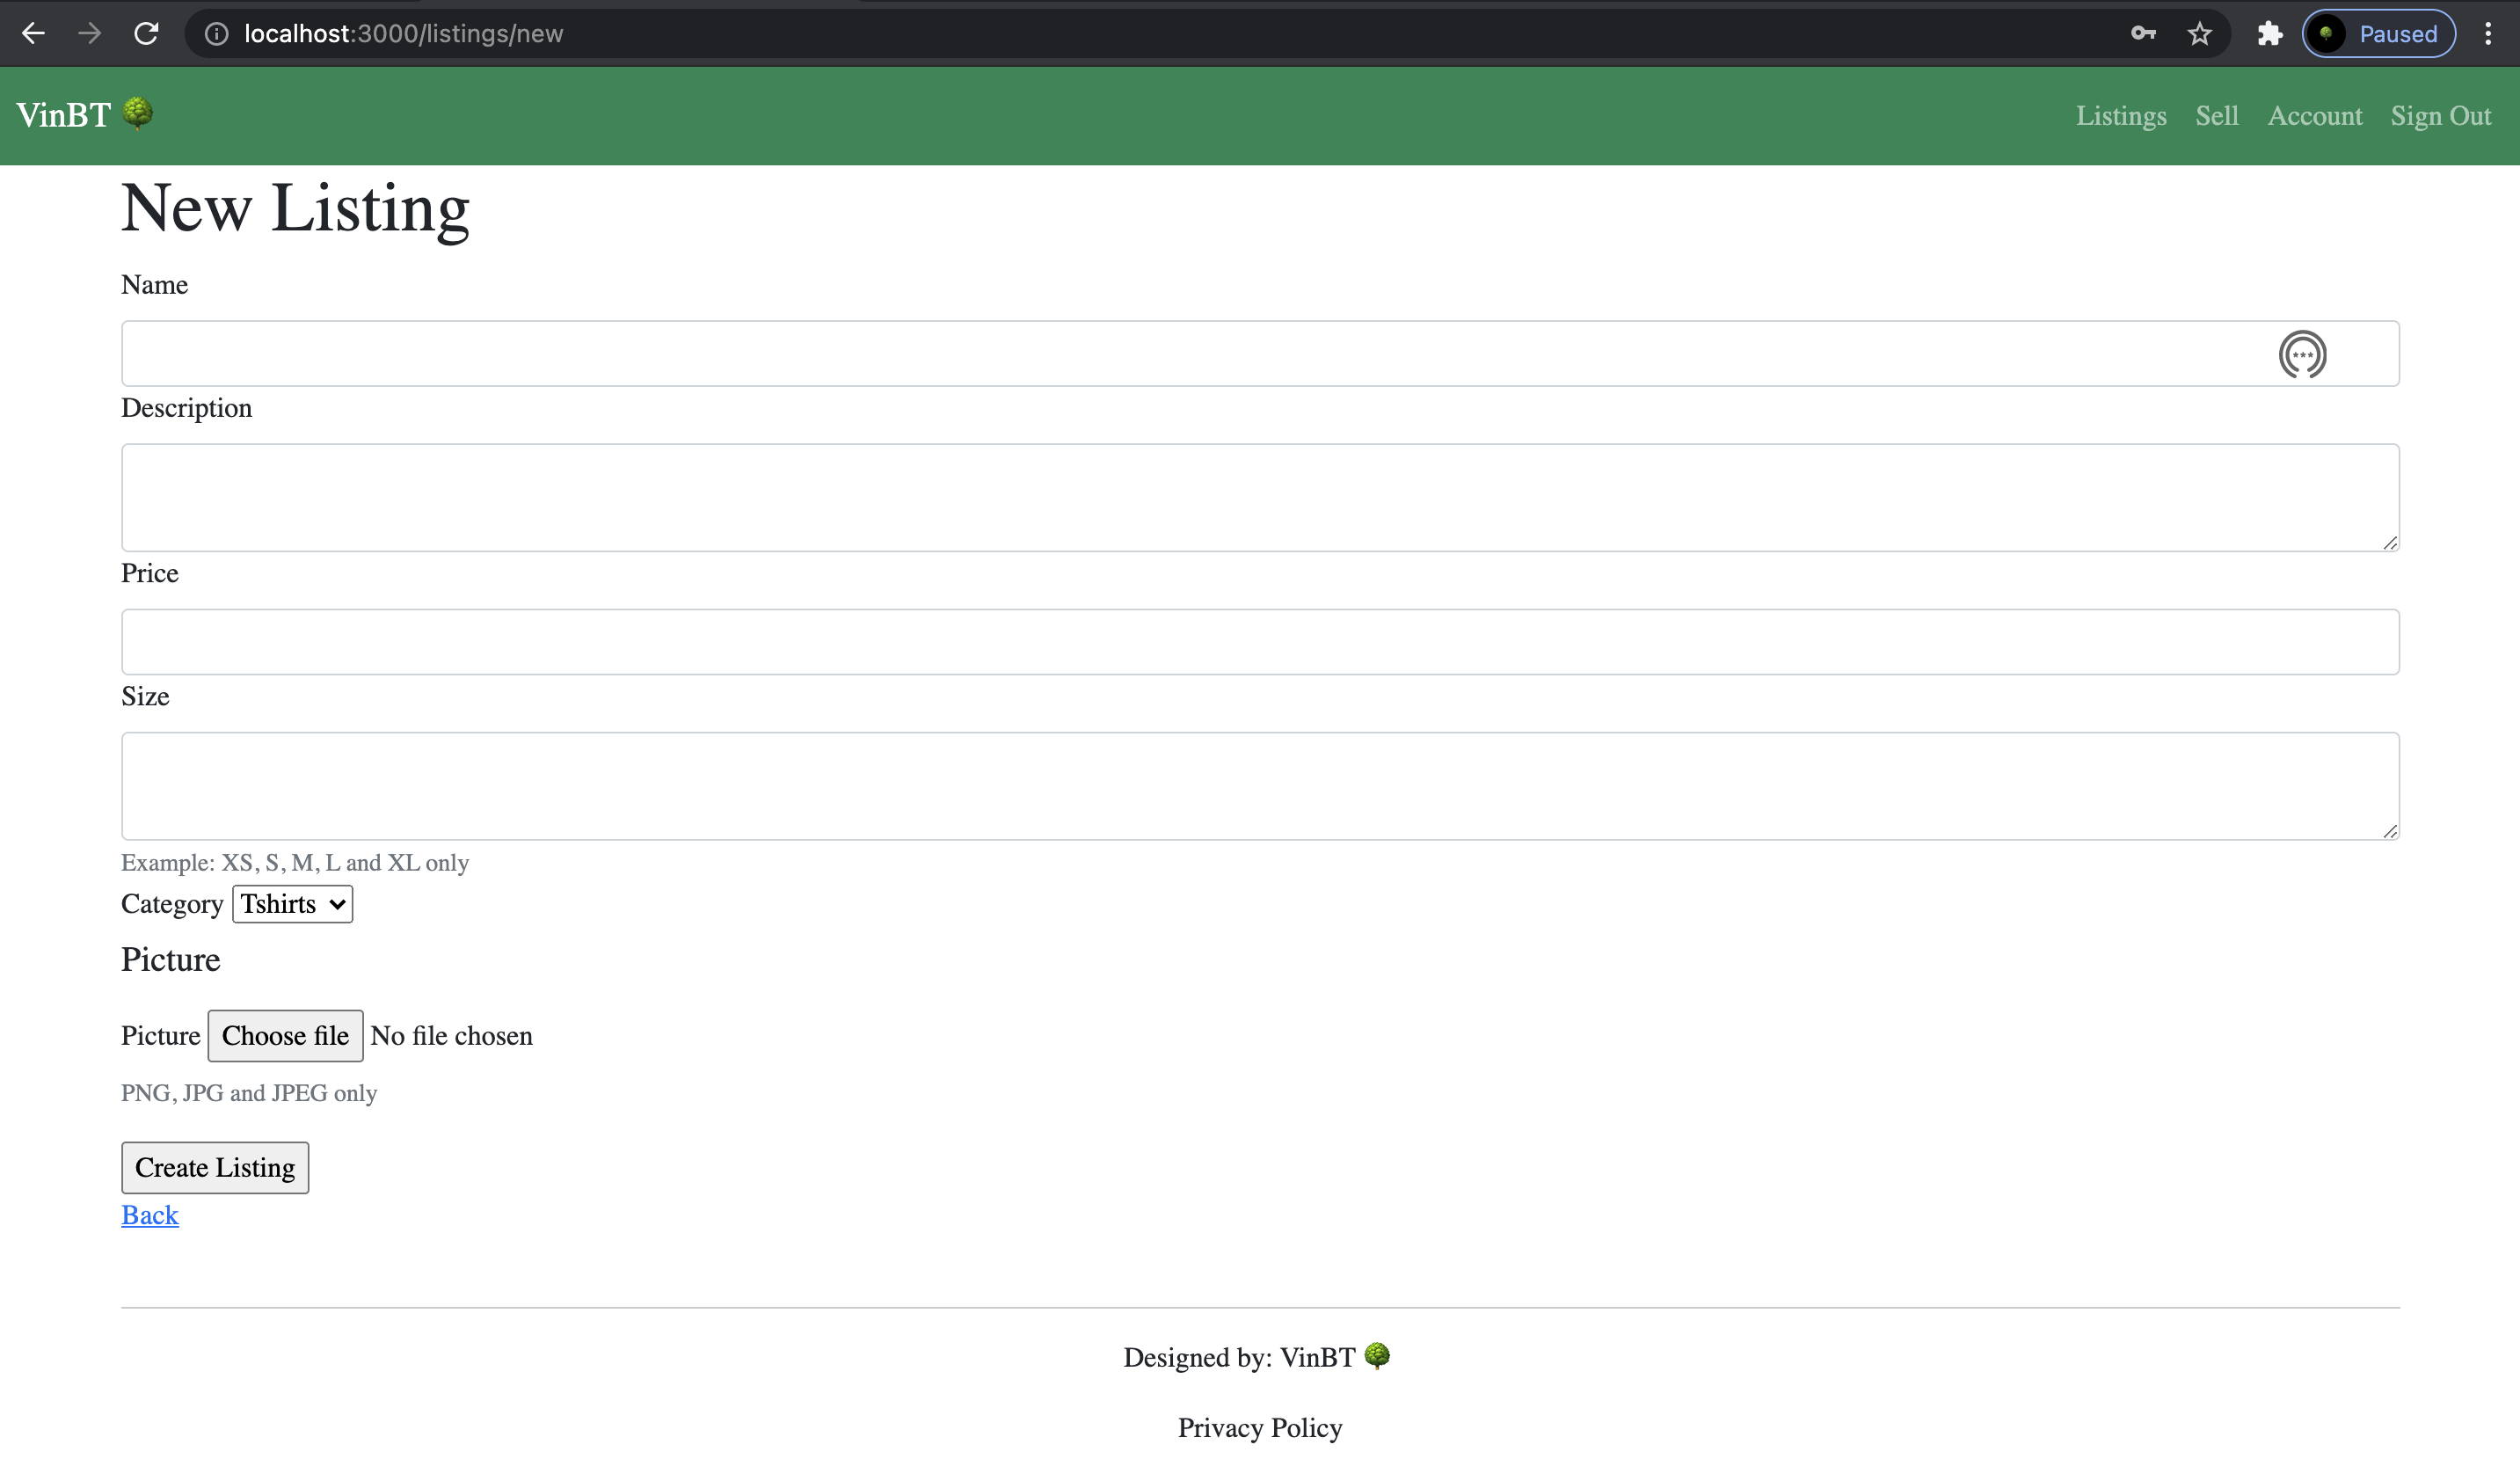 localhost:3000/listings/new
Paused
VinBT 🌳
Listings Sell Account Sign Out
New Listing
Name
Description
Price
Size
Example: XS, S, M, L and XL only
Category Tshirts
Picture
Picture Choose file No file chosen
PNG, JPG and JPEG only
Create Listing
Back
Designed by: VinBT 🌳
Privacy Policy